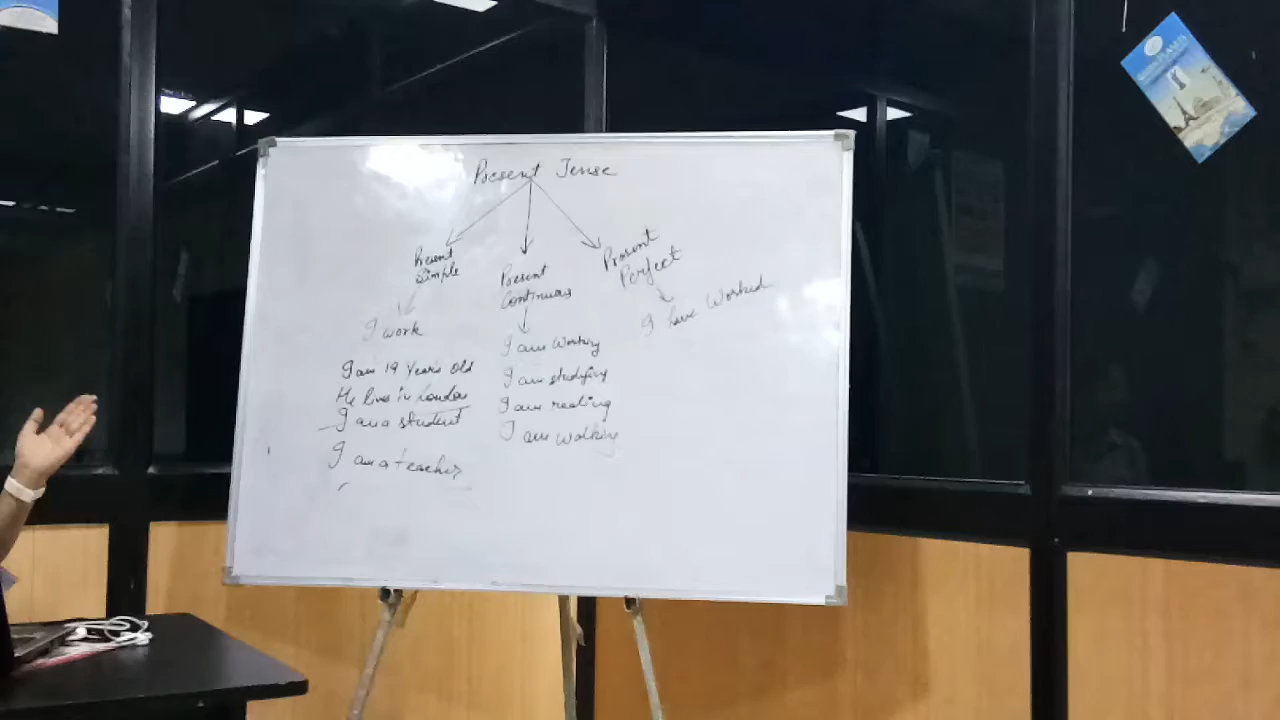 Present Tense
Present
Simple
Present
Continuous
Present
Perfect
I work
I am 19 Years old
He lives in London
I am a student
I am a teacher
I am Working
I am studying
I am reading
I am walking
I have Worked